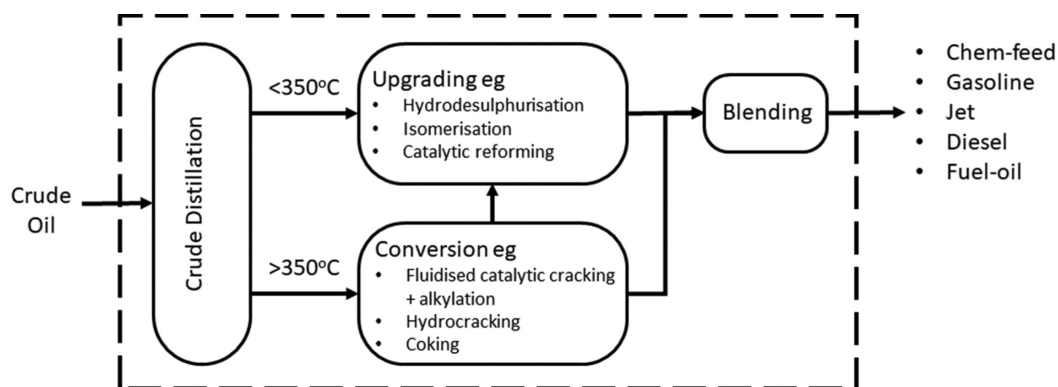 Crude
Oil
Crude Distillation
<350°C
>350°C
Upgrading eg
• Hydrodesulphurisation
• Isomerisation
• Catalytic reforming
Conversion eg
• Fluidised catalytic cracking
+ alkylation
• Hydrocracking
• Coking
Blending
• Chem-feed
• Gasoline
• Jet
• Diesel
• Fuel-oil